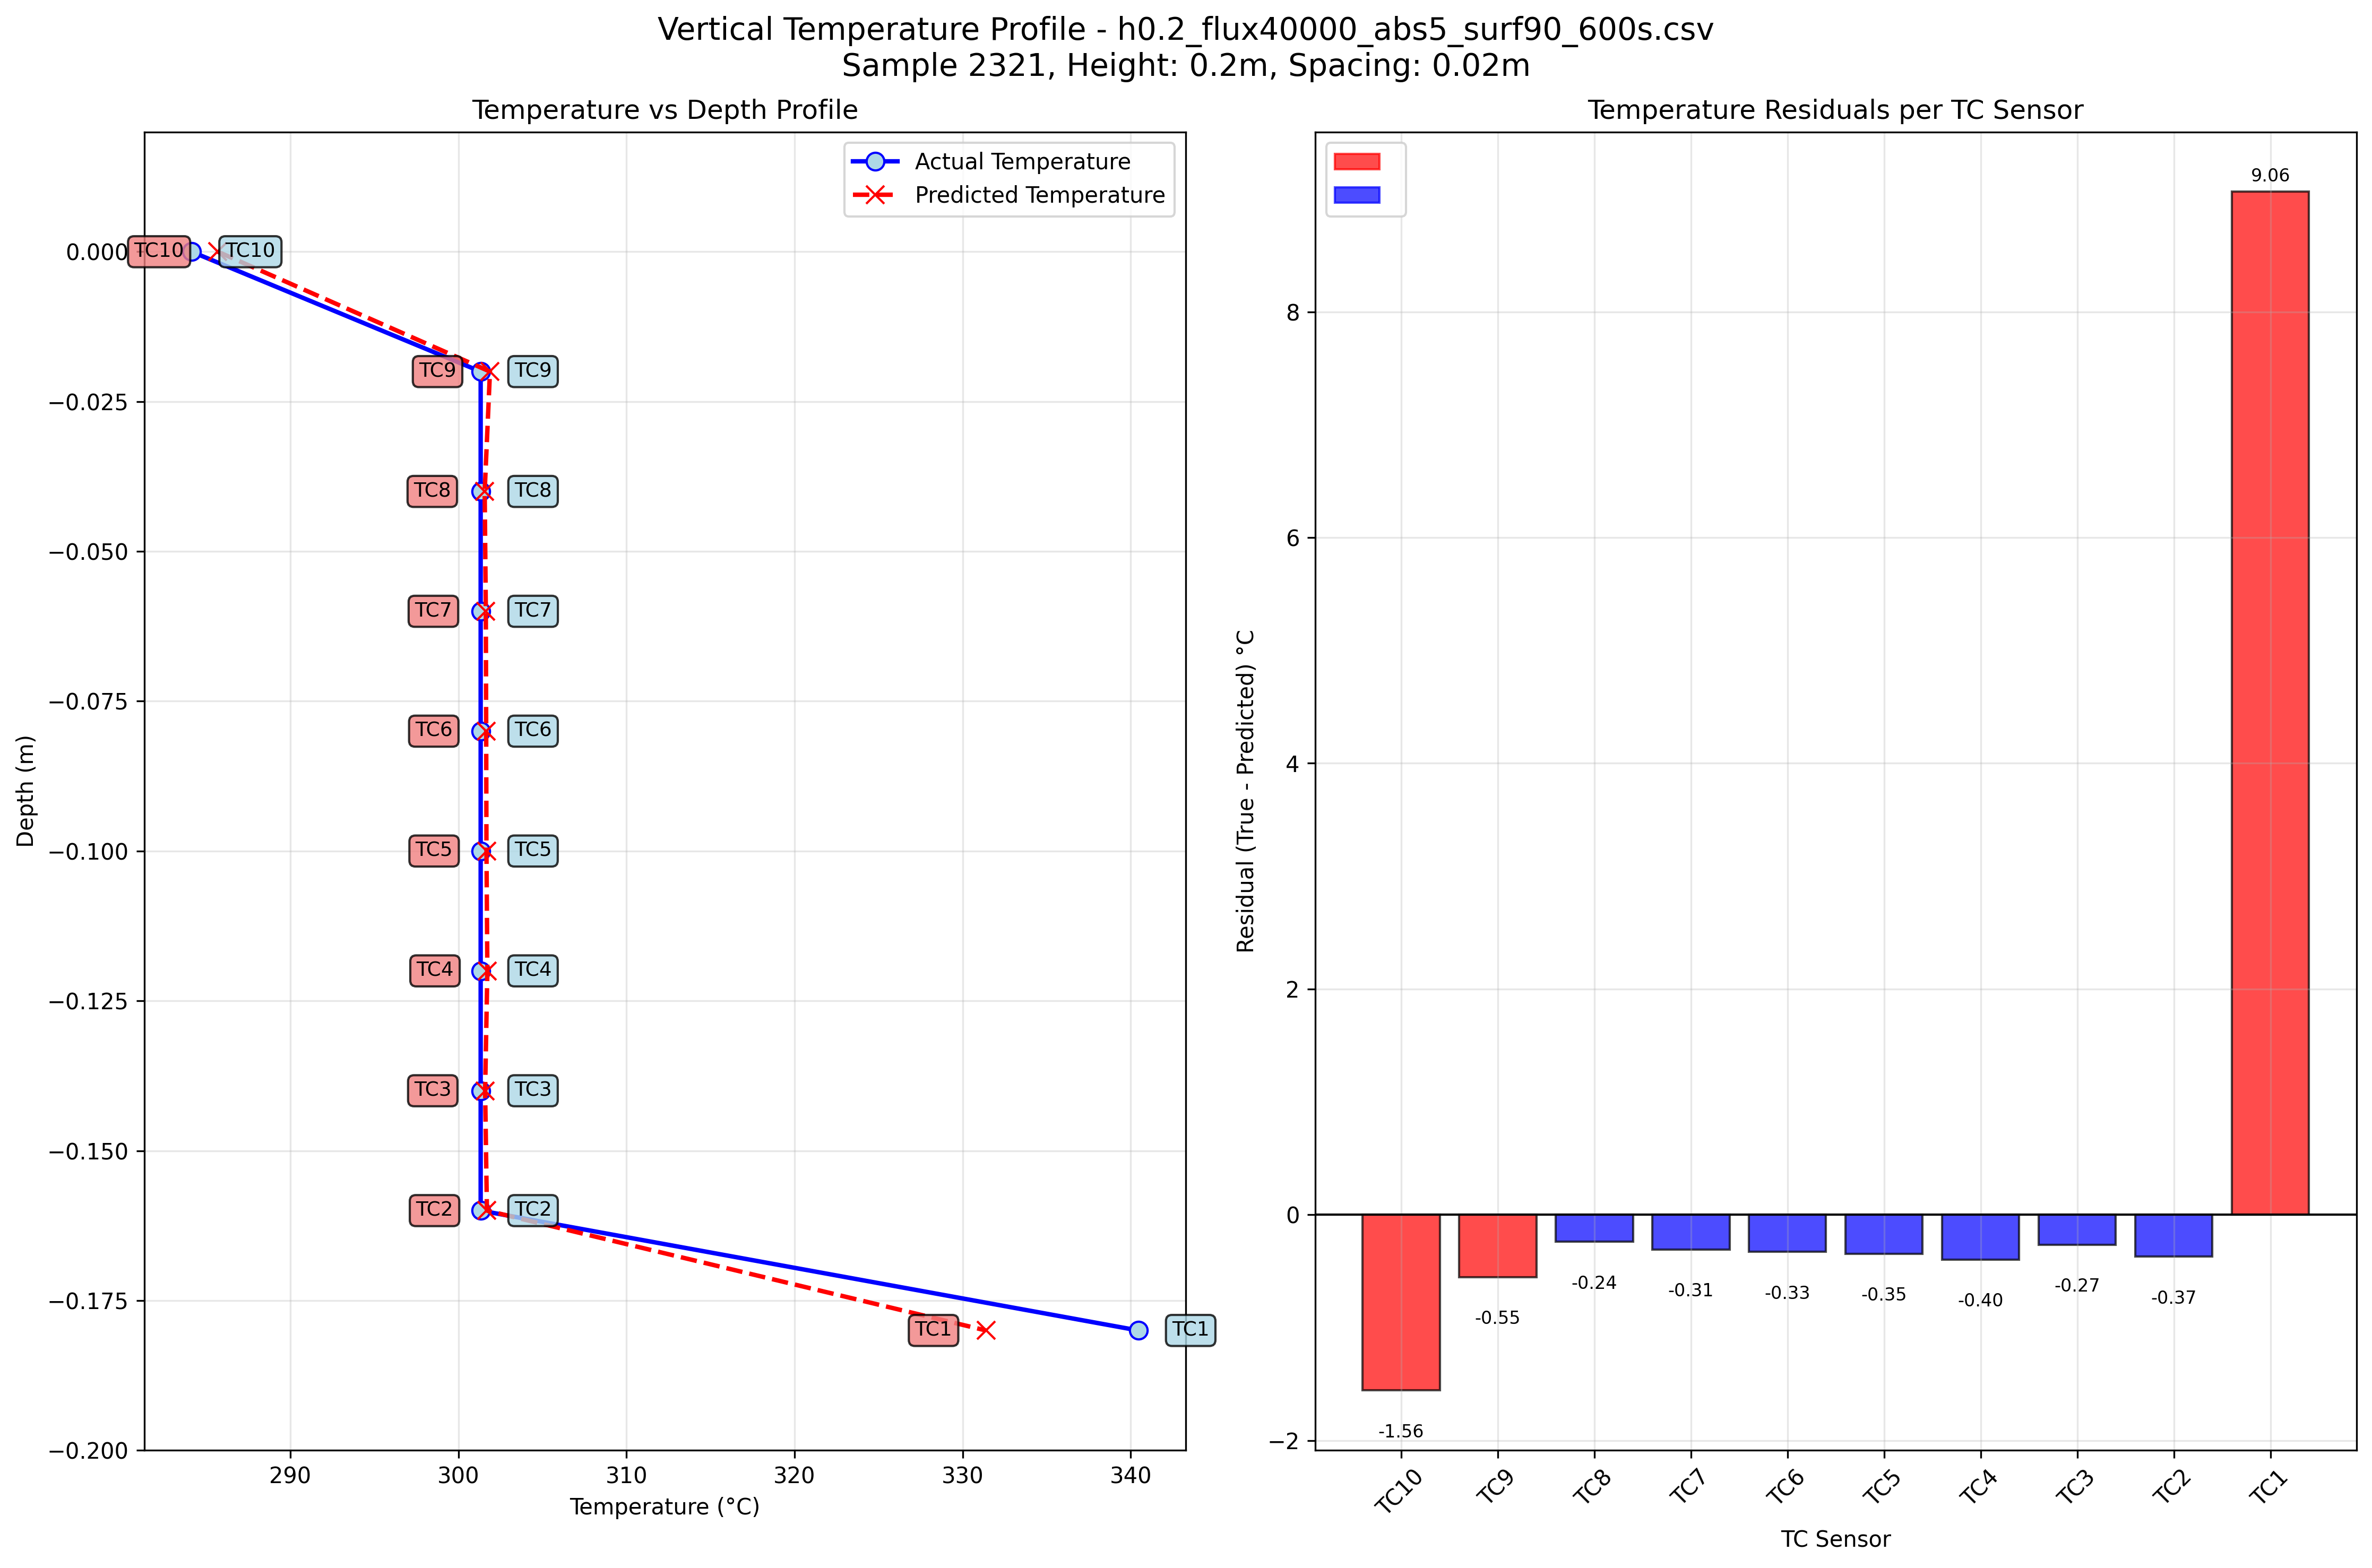 Vertical Temperature Profile - h0.2_flux40000_abs5_surf90_600s.csv
Sample 2321, Height: 0.2m, Spacing: 0.02m
Temperature vs Depth Profile
Actual Temperature
Predicted Temperature
0.000
−0.025
−0.050
−0.075
−0.100
−0.125
−0.150
−0.175
−0.200
Depth (m)
TC10 TC10
TC9 TC9
TC8 TC8
TC7 TC7
TC6 TC6
TC5 TC5
TC4 TC4
TC3 TC3
TC2 TC2
TC1 TC1
290 300 310 320 330 340
Temperature (°C)
Temperature Residuals per TC Sensor
Residual (True - Predicted) °C
8
6
4
2
0
−2
-1.56
-0.55
-0.24
-0.31
-0.33
-0.35
-0.40
-0.27
-0.37
9.06
TC10 TC9 TC8 TC7 TC6 TC5 TC4 TC3 TC2 TC1
TC Sensor